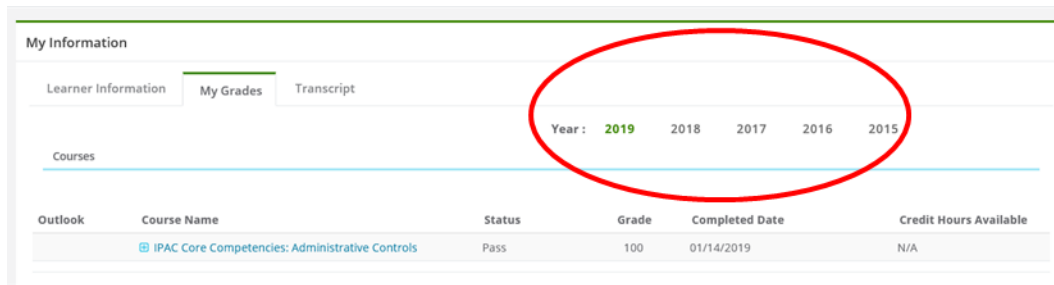 My Information
Learner Information My Grades Transcript
Year : 2019 2018 2017 2016 2015
Courses
Outlook Course Name Status Grade Completed Date Credit Hours Available
IPAC Core Competencies: Administrative Controls Pass 100 01/14/2019 N/A